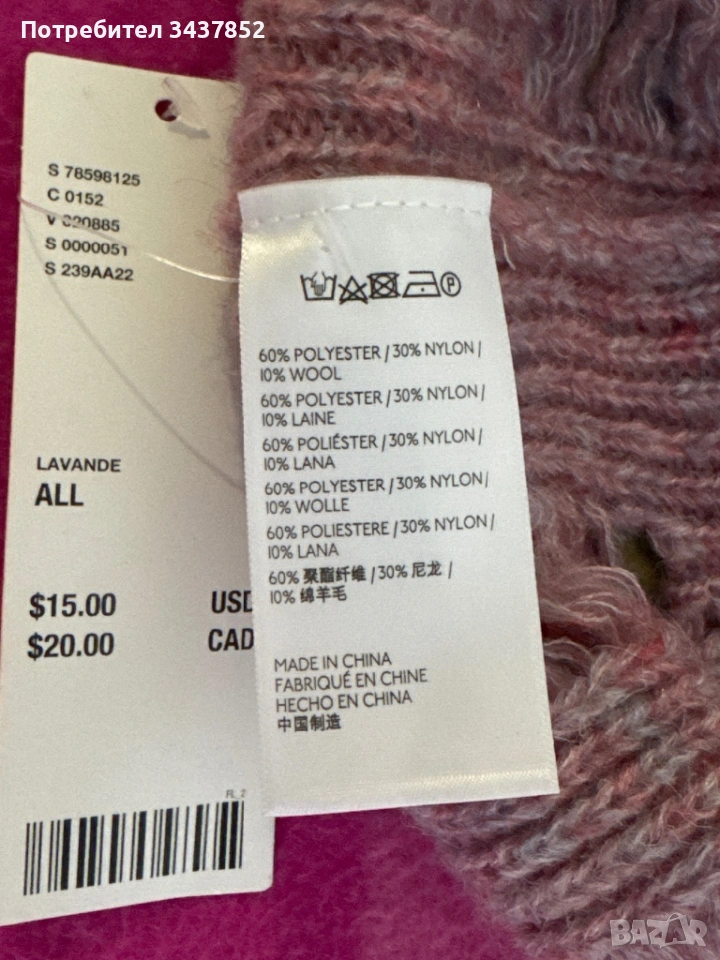 Потребител 3437852
S 78598125
C 0152
V 320885
S 0000051
S 239AA22
LAVANDE
ALL
$15.00 USD
$20.00 CAD
FL_2
60% POLYESTER / 30% NYLON /
10% WOOL
60% POLYESTER / 30% NYLON /
10% LAINE
60% POLIÉSTER / 30% NYLON /
10% LANA
60% POLYESTER / 30% NYLON /
10% WOLLE
60% POLIESTERE / 30% NYLON /
10% LANA
60% 聚酯纤维 / 30% 尼龙 /
10% 绵羊毛
MADE IN CHINA
FABRIQUÉ EN CHINE
HECHO EN CHINA
中国制造
P
BAZAR